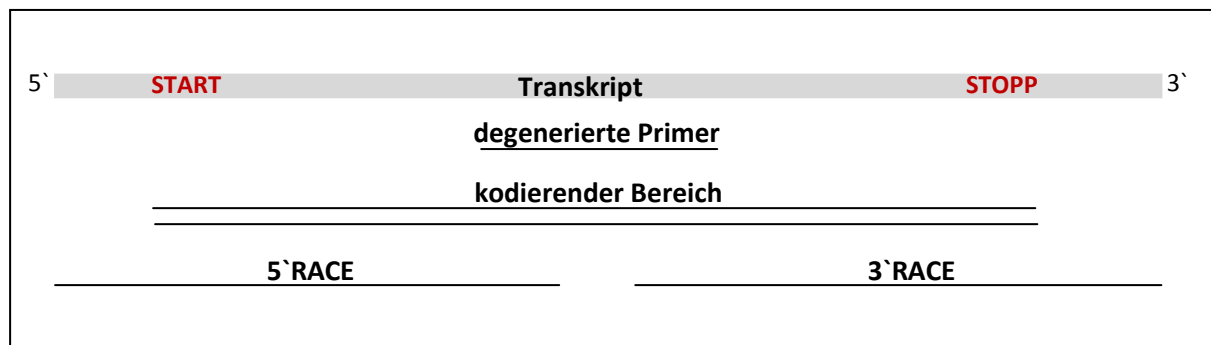 5` START Transkript STOPP 3`
degenerierte Primer
kodierender Bereich
5`RACE 3`RACE